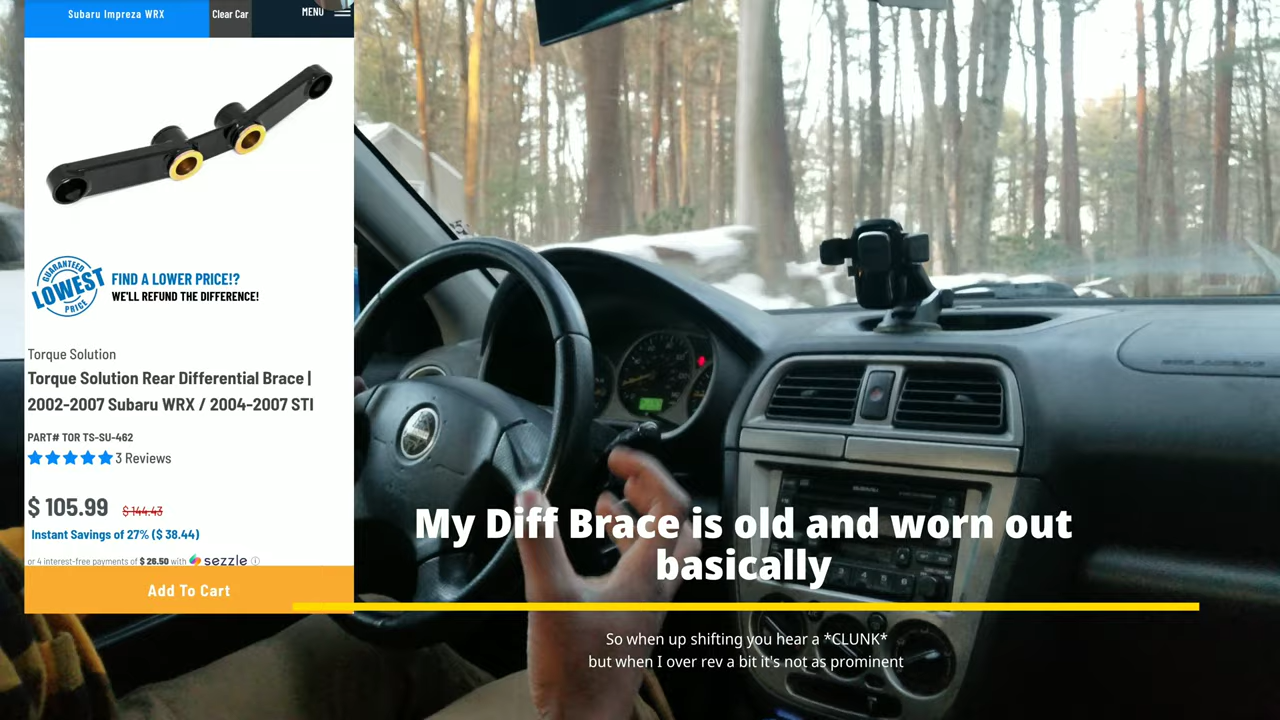 Subaru Impreza WRX
Clear Car
MENU
GUARANTEED
LOWEST
PRICE
FIND A LOWER PRICE!?
WE'LL REFUND THE DIFFERENCE!
Torque Solution
Torque Solution Rear Differential Brace |
2002-2007 Subaru WRX / 2004-2007 STI
PART# TOR TS-SU-462
3 Reviews
$ 105.99 $ 144.43
Instant Savings of 27% ($ 38.44)
or 4 interest-free payments of $ 26.50 with sezzle
Add To Cart
My Diff Brace is old and worn out
basically
So when up shifting you hear a *CLUNK*
but when I over rev a bit it's not as prominent